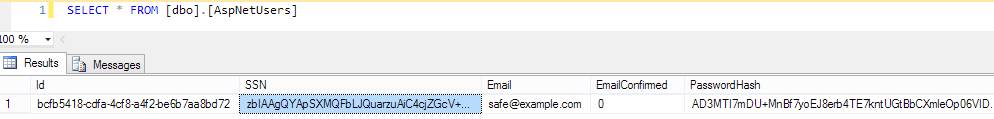 1 SELECT * FROM [dbo].[AspNetUsers]
100 %
Results Messages
Id SSN Email EmailConfirmed PasswordHash
1 bcfb5418-cdfa-4cf8-a4f2-be6b7aa8bd72 zbIAAgQYApSXMQFbLJQuarzuAiC4cjZGcV+... safe@example.com 0 AD3MTI7mDU+MnBf7yoEJ8erb4TE7kntUGtBbCXmleOp06VID...